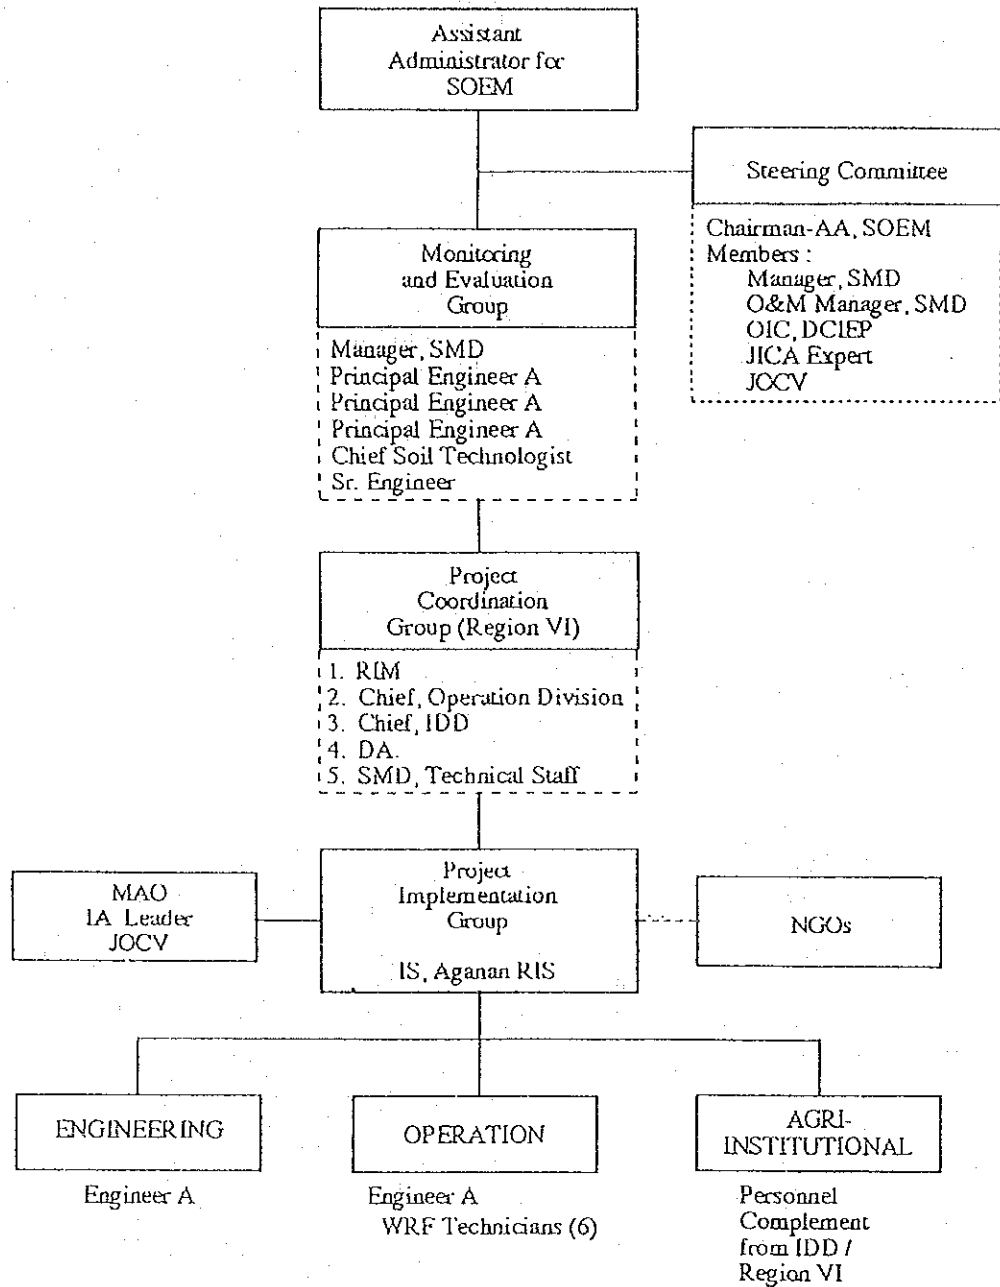 Assistant
Administrator for
SOEM
Steering Committee
Chairman-AA, SOEM
Members :
Manager, SMD
O&M Manager, SMD
OIC, DCIEP
JICA Expert
JOCV
Monitoring
and Evaluation
Group
Manager, SMD
Principal Engineer A
Principal Engineer A
Principal Engineer A
Chief Soil Technologist
Sr. Engineer
Project
Coordination
Group (Region VI)
1. RIM
2. Chief, Operation Division
3. Chief, IDD
4. DA.
5. SMD, Technical Staff
MAO
IA Leader
JOCV
Project
Implementation
Group
IS, Aganan RIS
NGOs
ENGINEERING
Engineer A
OPERATION
Engineer A
WRF Technicians (6)
AGRI-
INSTITUTIONAL
Personnel
Complement
from IDD /
Region VI